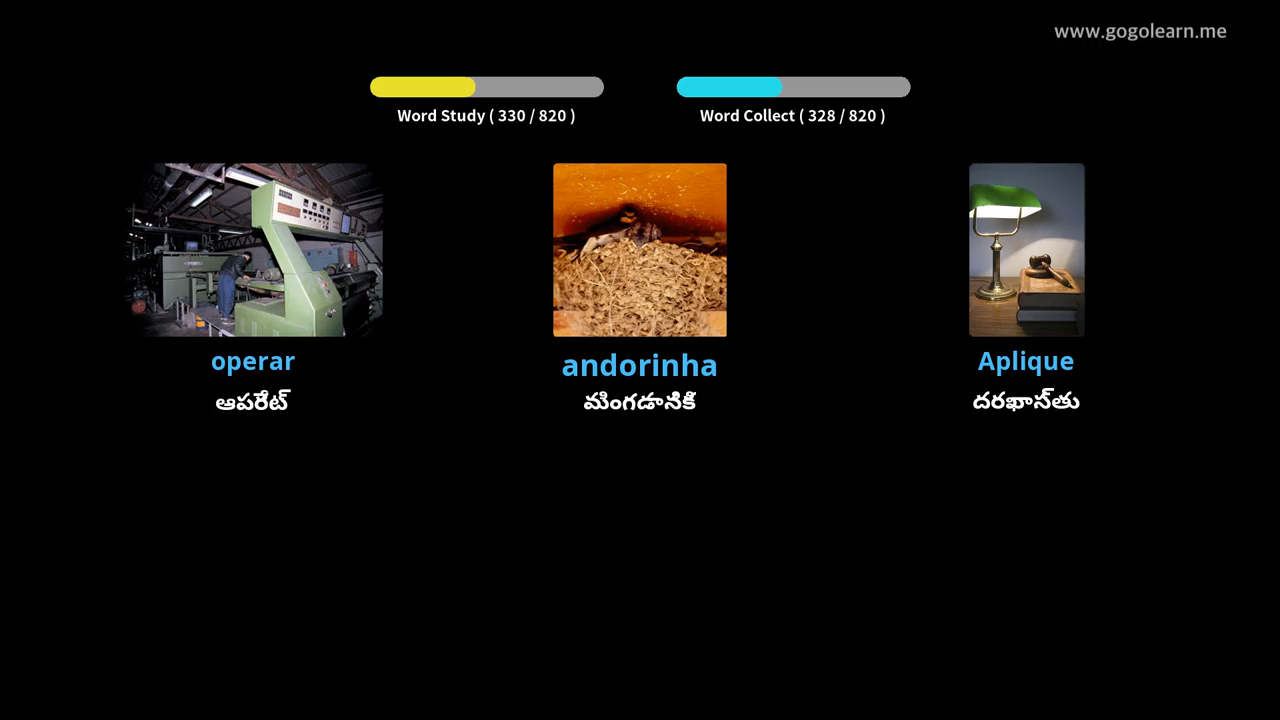 www.gogolearn.me
Word Study ( 330 / 820 )
Word Collect ( 328 / 820 )
operar
andorinha
Aplique
ఆపరేట్
మింగడానికి
దరఖాస్తు